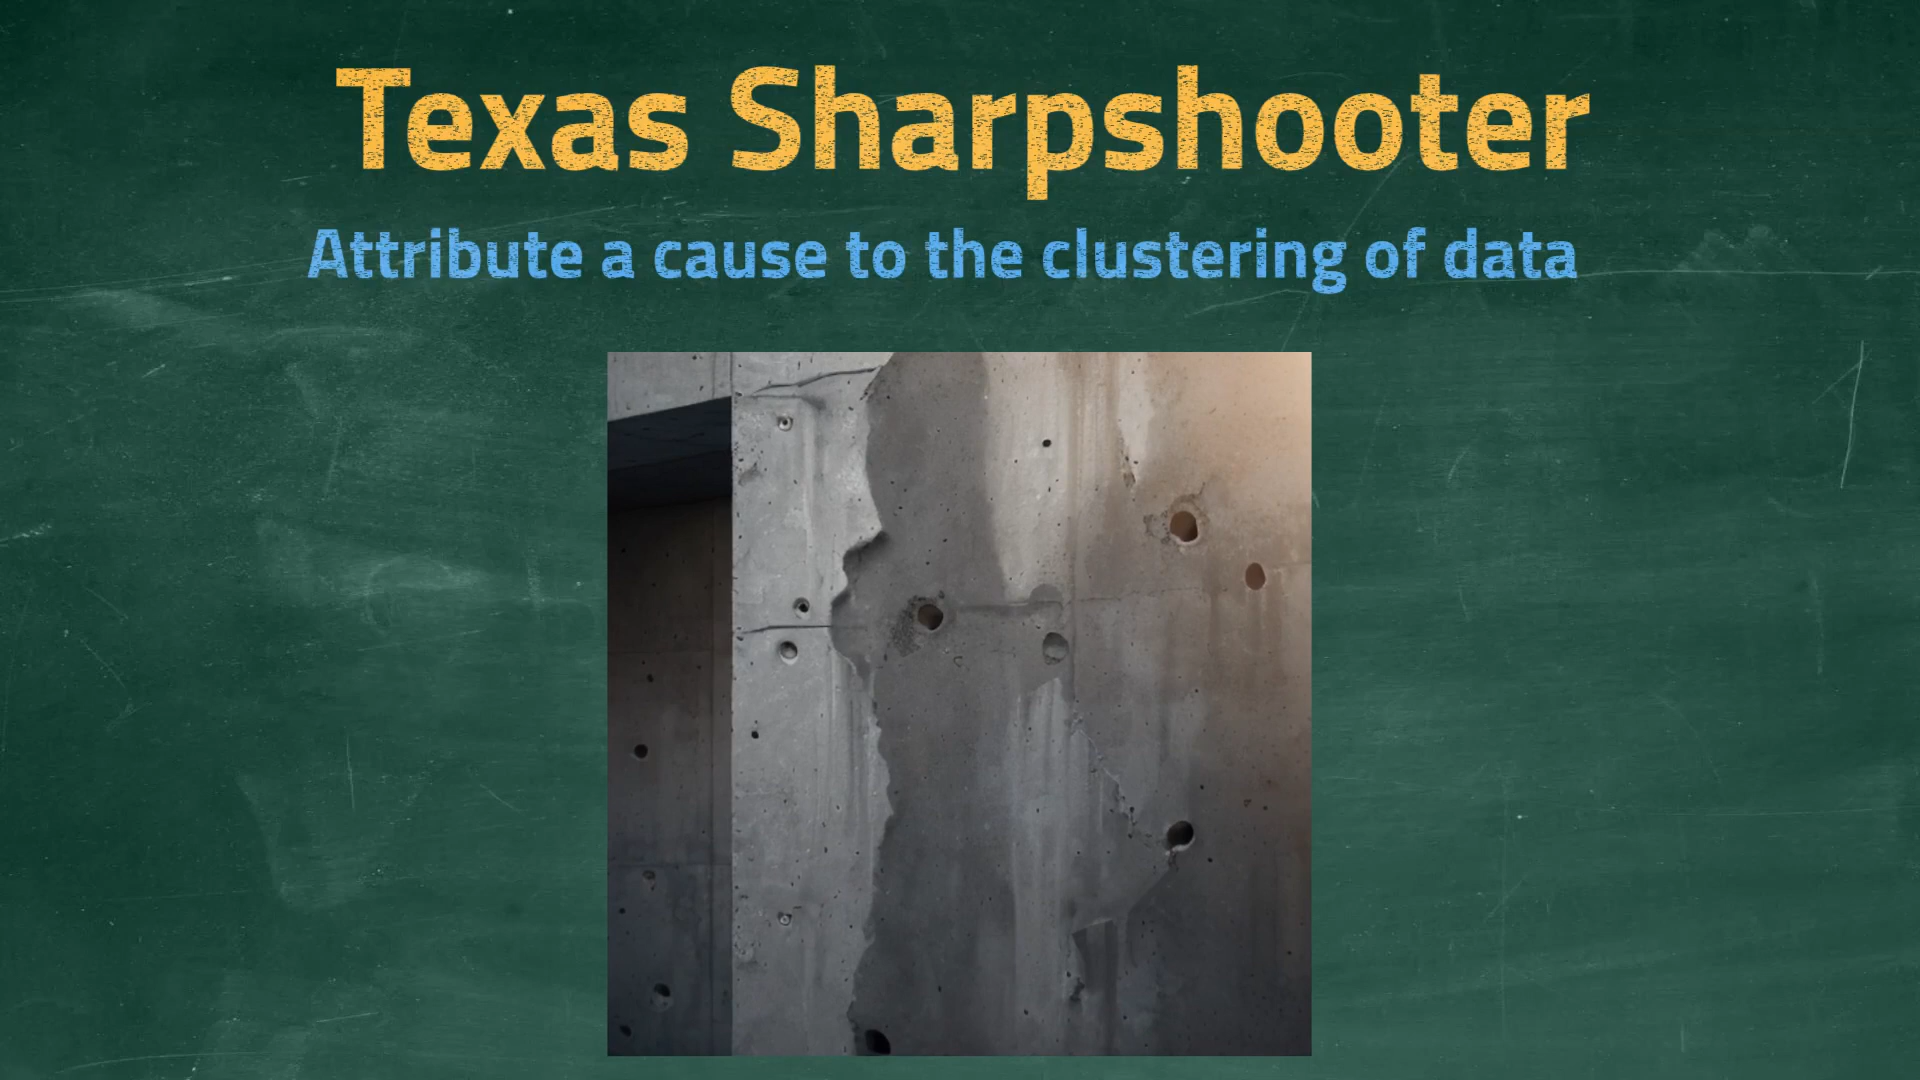 Texas Sharpshooter
Attribute a cause to the clustering of data